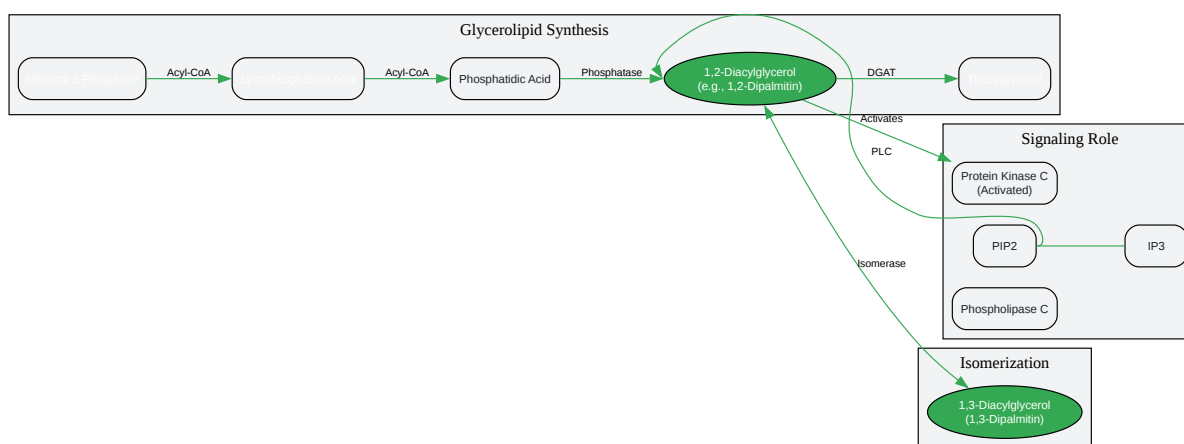 Glycerolipid Synthesis
Glycerol-3-Phosphate
Acyl-CoA
Lysophosphatidic Acid
Acyl-CoA
Phosphatidic Acid
Phosphatase
1,2-Diacylglycerol
(e.g., 1,2-Dipalmitin)
DGAT
Triacylglycerol
Activates
PLC
Signaling Role
Protein Kinase C
(Activated)
PIP2
IP3
Phospholipase C
Isomerase
Isomerization
1,3-Diacylglycerol
(1,3-Dipalmitin)